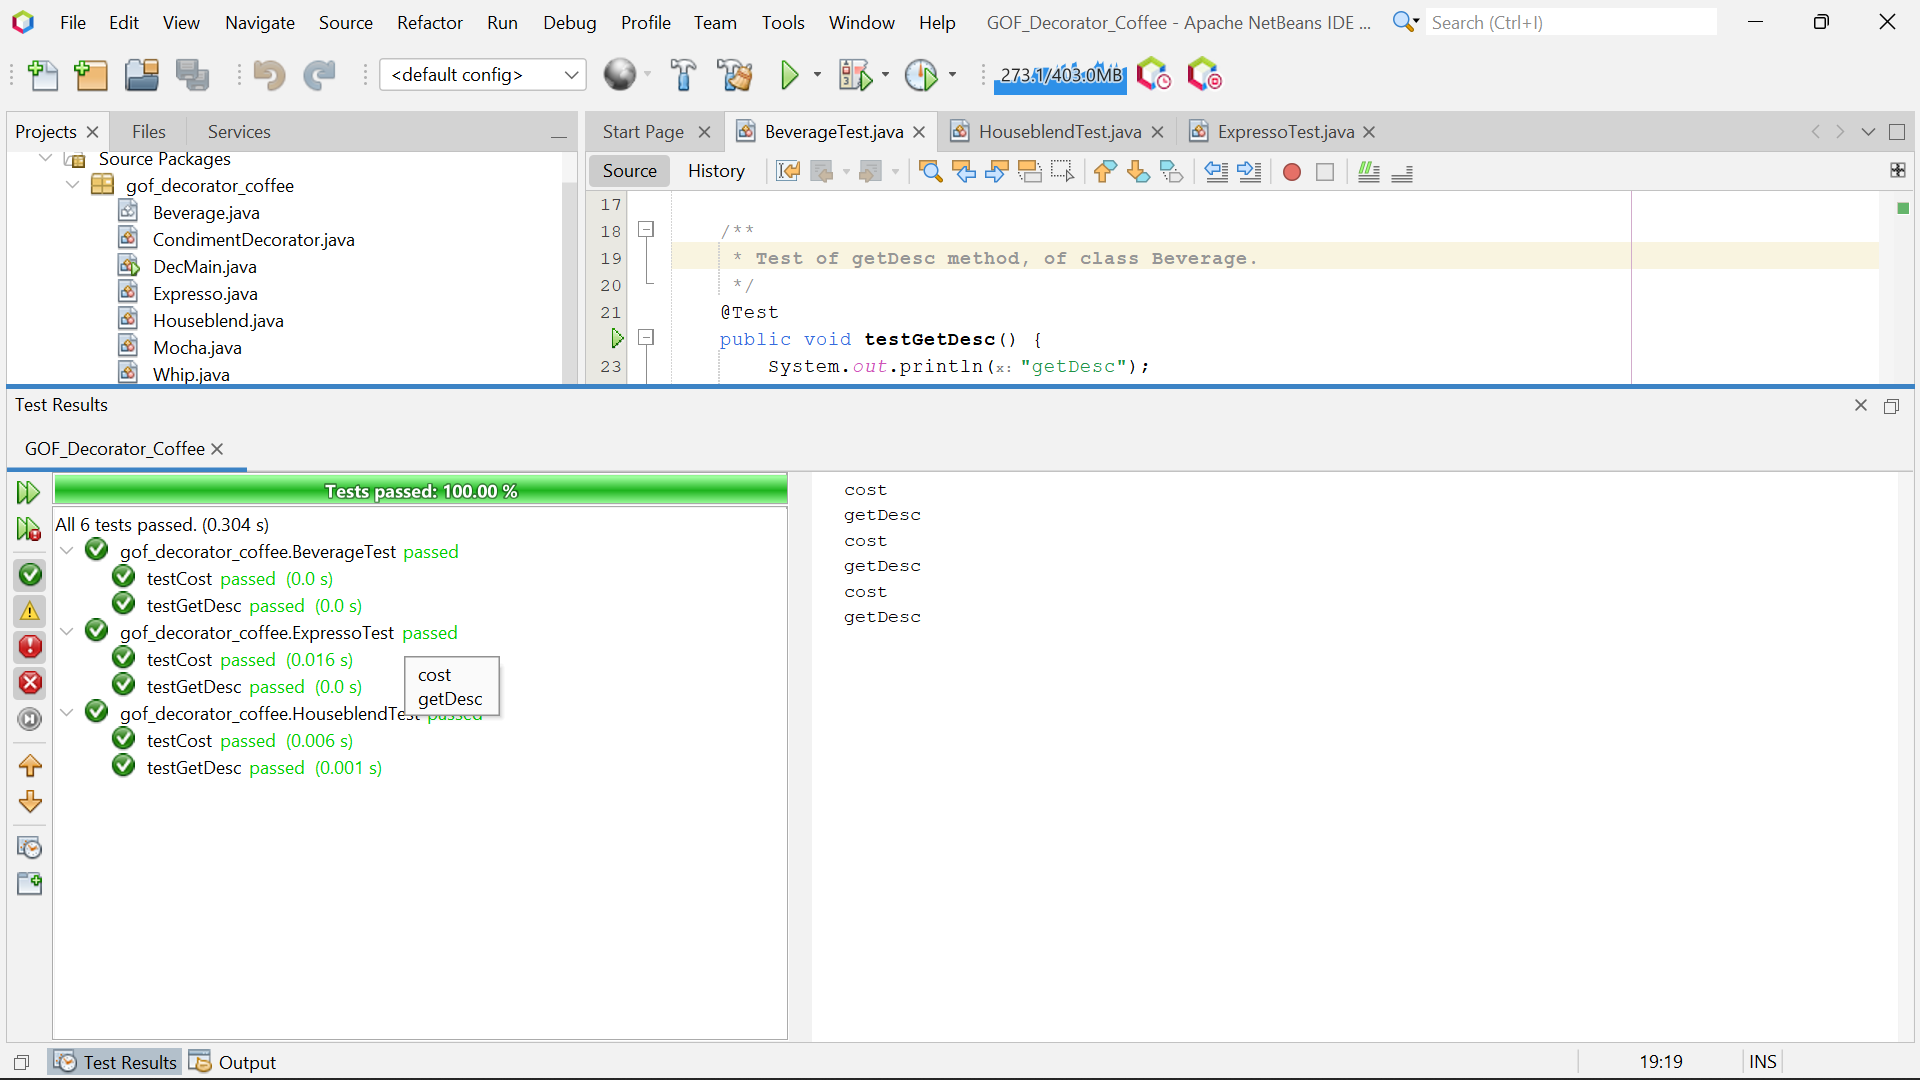 File Edit View Navigate Source Refactor Run Debug Profile Team Tools Window Help GOF_Decorator_Coffee - Apache NetBeans IDE ... Search (Ctrl+I)
<default config> 273.1/403.0MB
Projects Files Services
Source Packages
gof_decorator_coffee
Beverage.java
CondimentDecorator.java
DecMain.java
Expresso.java
Houseblend.java
Mocha.java
Whip.java
Start Page BeverageTest.java HouseblendTest.java ExpressoTest.java
Source History
17
18 /**
19 * Test of getDesc method, of class Beverage.
20 */
21 @Test
public void testGetDesc() {
23 System.out.println(x: "getDesc");
Test Results
GOF_Decorator_Coffee
Tests passed: 100.00 %
All 6 tests passed. (0.304 s)
gof_decorator_coffee.BeverageTest passed
testCost passed (0.0 s)
testGetDesc passed (0.0 s)
gof_decorator_coffee.ExpressoTest passed
testCost passed (0.016 s)
testGetDesc passed (0.0 s)
gof_decorator_coffee.HouseblendTest passed
testCost passed (0.006 s)
testGetDesc passed (0.001 s)
cost
getDesc
cost
getDesc
cost
getDesc
cost
getDesc
Test Results Output 19:19 INS